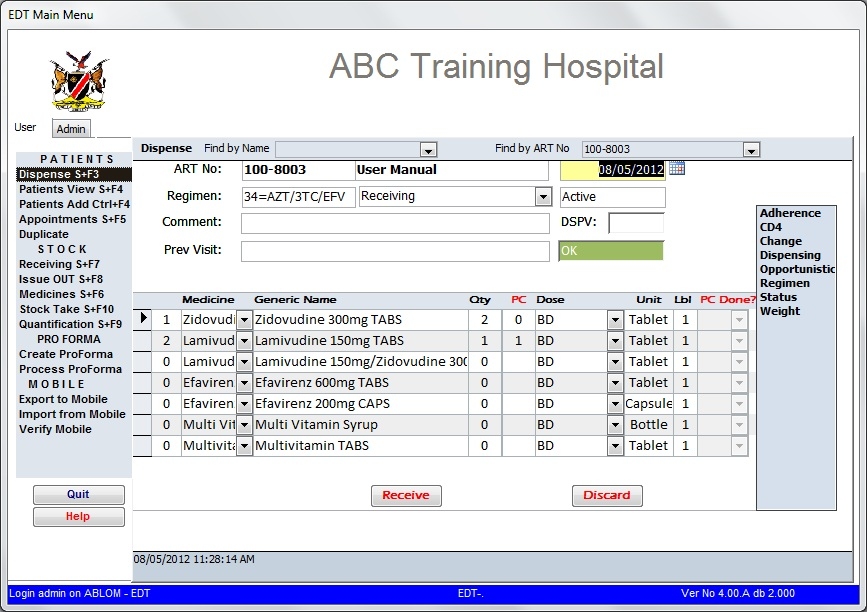 EDT Main Menu
ABC Training Hospital
User Admin
Dispense Find by Name Find by ART No 100-8003
PATIENTS
Dispense S+F3
Patients View S+F4
Patients Add Ctrl+F4
Appointments S+F5
Duplicate
STOCK
Receiving S+F7
Issue OUT S+F8
Medicines S+F6
Stock Take S+F10
Quantification S+F9
PRO FORMA
Create ProForma
Process ProForma
MOBILE
Export to Mobile
Import from Mobile
Verify Mobile
Quit
Help
ART No: 100-8003 User Manual 08/05/2012
Regimen: 34=AZT/3TC/EFV Receiving Active
Comment: DSPV:
Prev Visit: OK
Medicine Generic Name Qty PC Dose Unit Lbl PC Done?
1 Zidovudi Zidovudine 300mg TABS 2 0 BD Tablet 1
2 Lamivud Lamivudine 150mg TABS 1 1 BD Tablet 1
0 Lamivud Lamivudine 150mg/Zidovudine 300 0 BD Tablet 1
0 Efaviren Efavirenz 600mg TABS 0 BD Tablet 1
0 Efaviren Efavirenz 200mg CAPS 0 BD Capsule 1
0 Multi Vit Multi Vitamin Syrup 0 BD Bottle 1
0 Multivita Multivitamin TABS 0 BD Tablet 1
Receive Discard
Adherence
CD4
Change
Dispensing
Opportunistic
Regimen
Status
Weight
08/05/2012 11:28:14 AM
Login admin on ABLOM - EDT EDT-. Ver No 4.00.A db 2.000